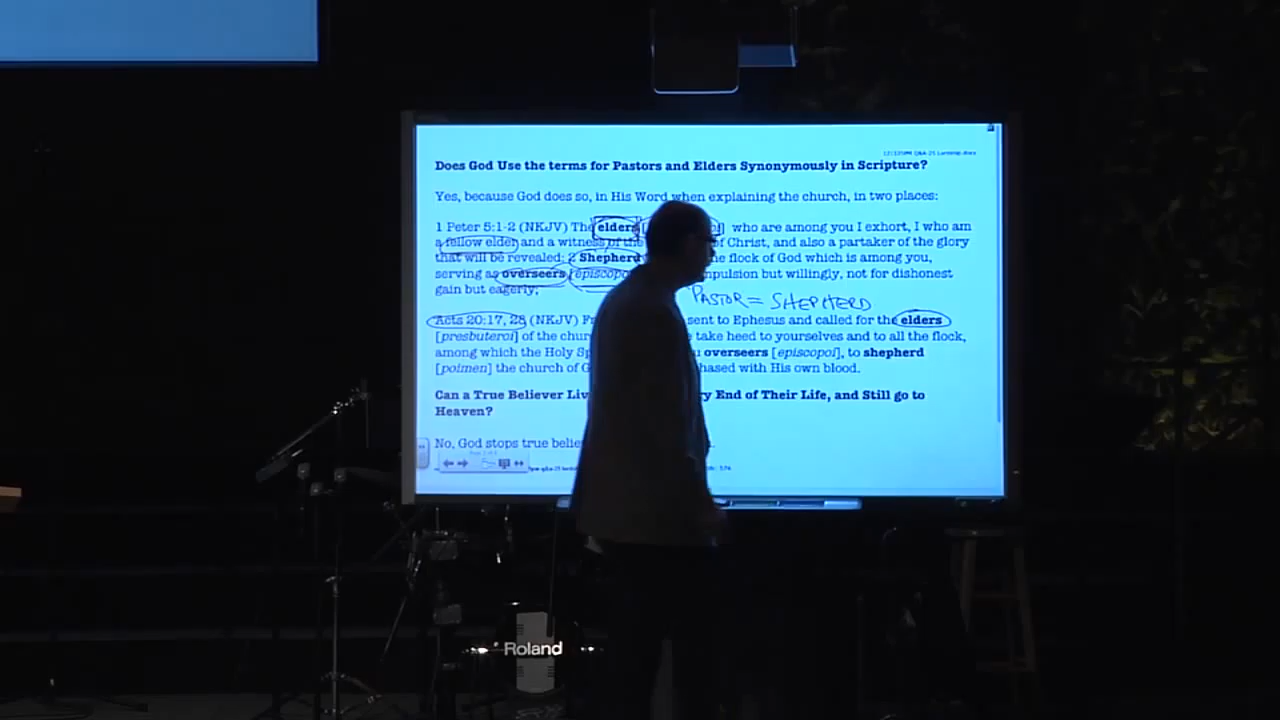 Does God Use the terms for Pastors and Elders Synonymously in Scripture?
Yes, because God does so, in His Word when explaining the church, in two places:
1 Peter 5:1-2 (NKJV) The elders [ who are among you I exhort, I who am
a fellow elder and a witness of the of Christ, and also a partaker of the glory
that will be revealed: 2 Shepherd the flock of God which is among you,
serving as overseers [ but willingly, not for dishonest
gain but eagerly;
PASTOR = SHEPHERD
Acts 20:17, 28 (NKJV) sent to Ephesus and called for the elders
[presbuteroi] of the take heed to yourselves and to all the flock,
among which the Holy overseers [episcopoi], to shepherd
[poimen] the church of with His own blood.
Can a True Believer End of Their Life, and Still go to
Heaven?
No, God stops true
Roland